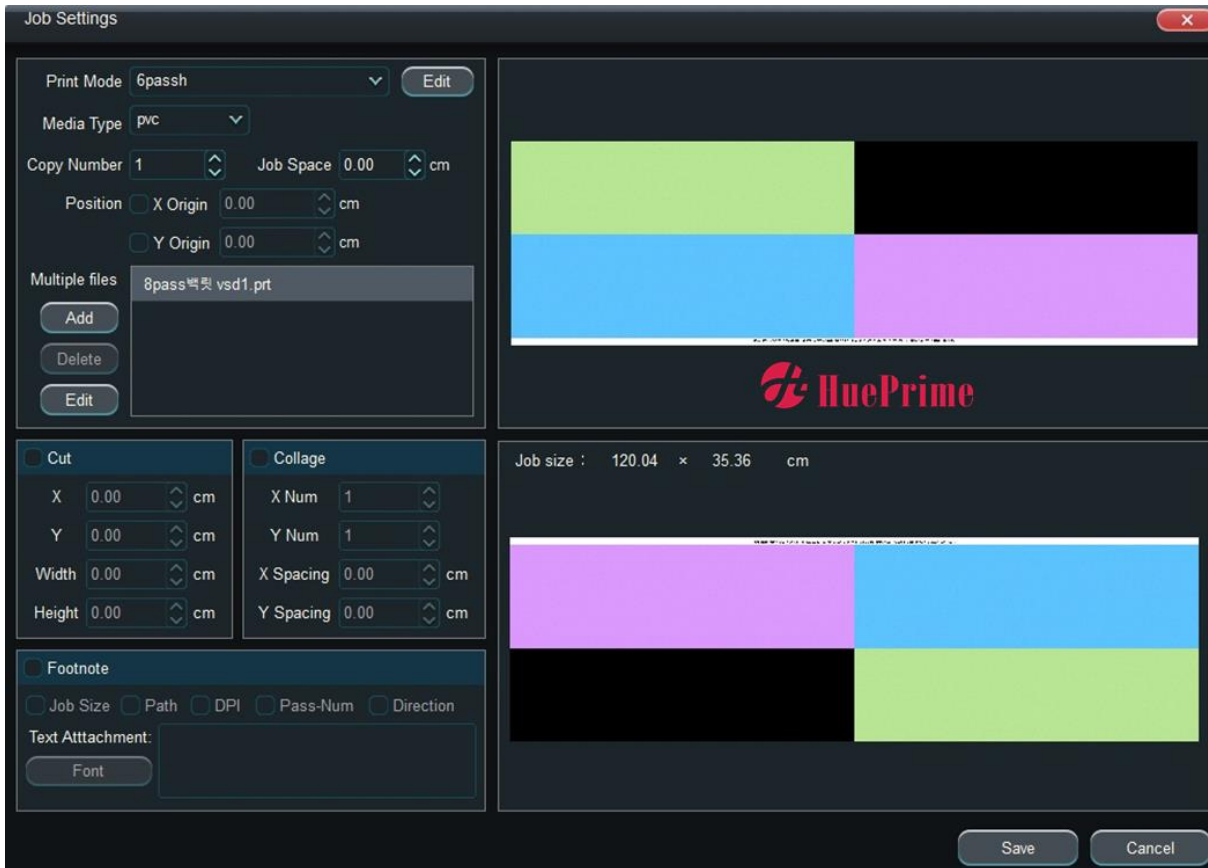 Job Settings
Print Mode 6passh Edit
Media Type pvc
Copy Number 1 Job Space 0.00 cm
Position X Origin 0.00 cm
Y Origin 0.00 cm
Multiple files 8pass백릿 vsd1.prt
Add
Delete
Edit
HuePrime
Cut
X 0.00 cm
Y 0.00 cm
Width 0.00 cm
Height 0.00 cm
Collage
X Num 1
Y Num 1
X Spacing 0.00 cm
Y Spacing 0.00 cm
Job size : 120.04 × 35.36 cm
Footnote
Job Size Path DPI Pass-Num Direction
Text Atttachment:
Font
Save Cancel